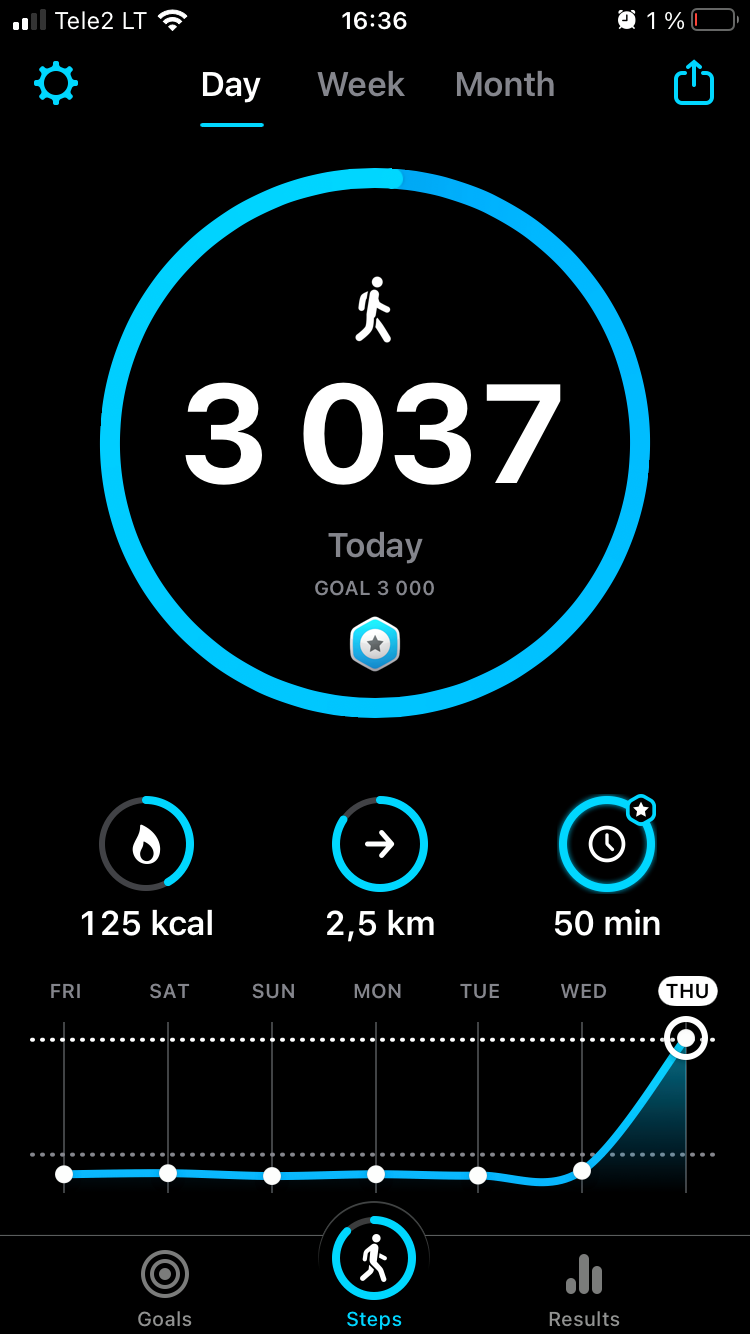 Tele2 LT 16:36 1 %
Day Week Month
3 037
Today
GOAL 3 000
125 kcal 2,5 km 50 min
FRI SAT SUN MON TUE WED THU
Goals Steps Results